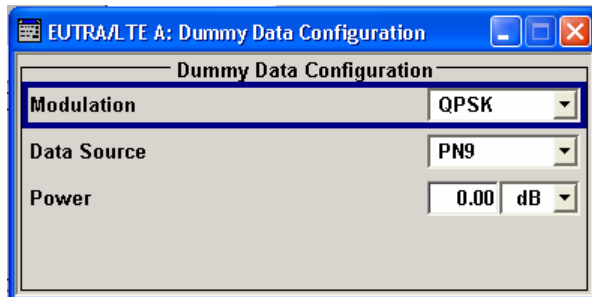 EUTRA/LTE A: Dummy Data Configuration
Dummy Data Configuration
Modulation QPSK
Data Source PN9
Power 0.00 dB